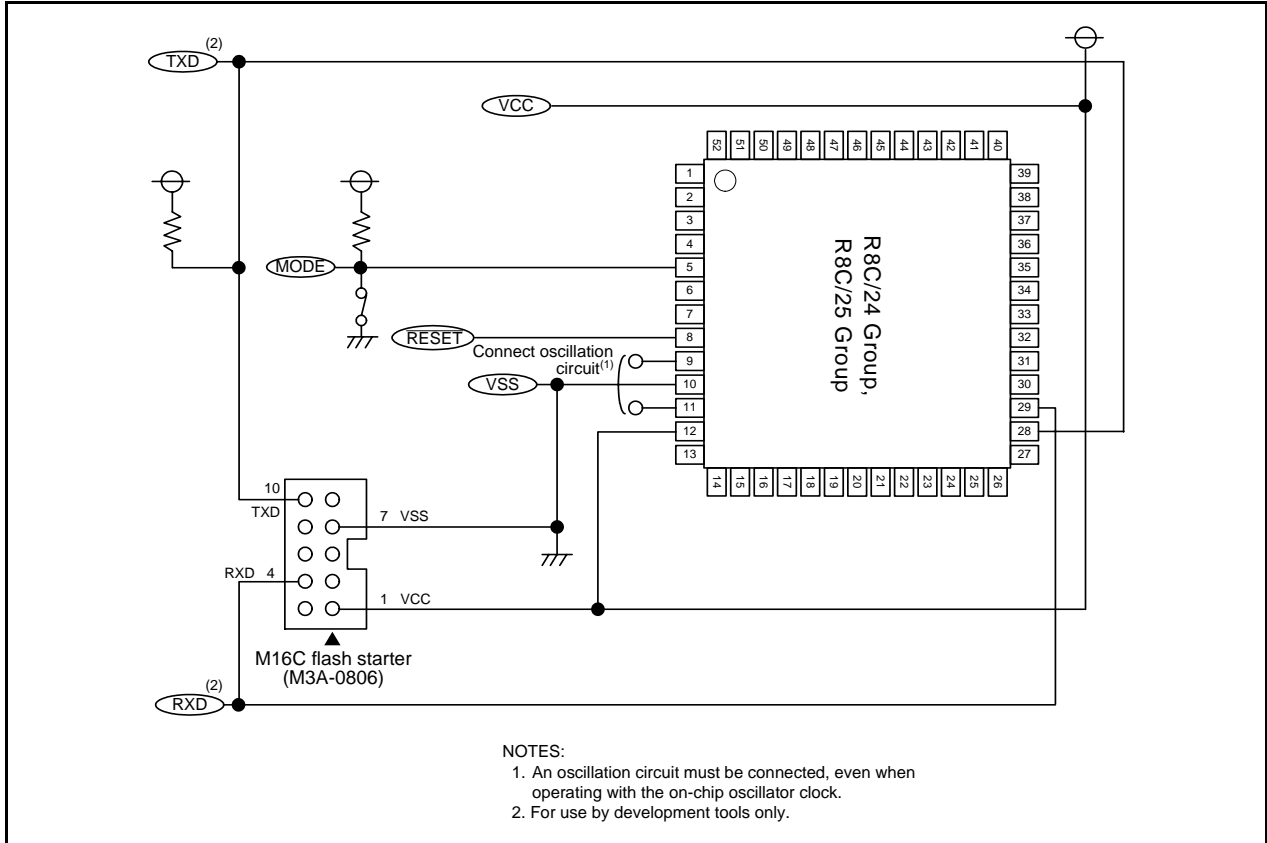 (2)
TXD
VCC
52 51 50 49 48 47 46 45 44 43 42 41 40
1
2
3
4
5
6
7
8
9
10
11
12
13
39
38
37
36
35
34
33
32
31
30
29
28
27
14 15 16 17 18 19 20 21 22 23 24 25 26
R8C/24 Group,
R8C/25 Group
MODE
RESET
Connect oscillation
circuit(1)
VSS
10
TXD
7 VSS
RXD 4
1 VCC
M16C flash starter
(M3A-0806)
(2)
RXD
NOTES:
1. An oscillation circuit must be connected, even when
operating with the on-chip oscillator clock.
2. For use by development tools only.